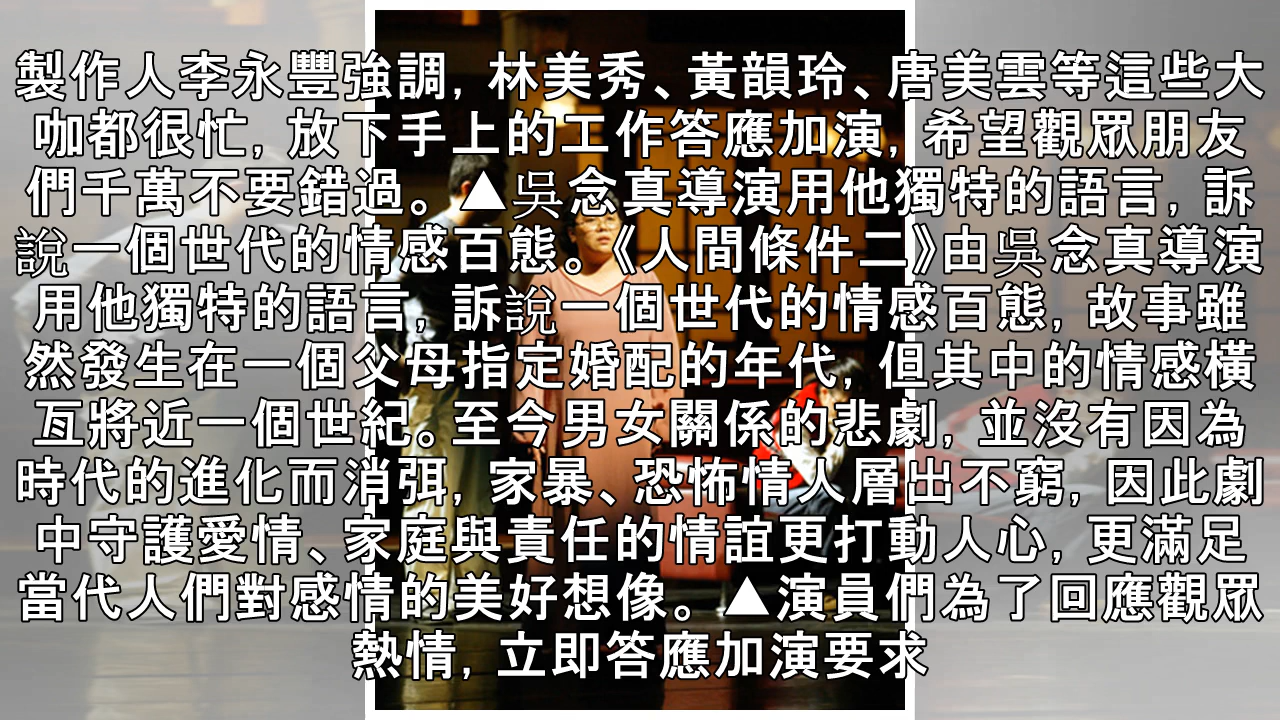 製作人李永豐強調, 林美秀、黃韻玲、唐美雲等這些大
咖都很忙, 放下手上的工作答應加演, 希望觀眾朋友
們千萬不要錯過。▲吳念真導演用他獨特的語言, 訴
說一個世代的情感百態。《人間條件二》由吳念真導演
用他獨特的語言, 訴說一個世代的情感百態, 故事雖
然發生在一個父母指定婚配的年代, 但其中的情感橫
亙將近一個世紀。至今男女關係的悲劇, 並沒有因為
時代的進化而消弭, 家暴、恐怖情人層出不窮, 因此劇
中守護愛情、家庭與責任的情誼更打動人心, 更滿足
當代人們對感情的美好想像。▲演員們為了回應觀眾
熱情, 立即答應加演要求